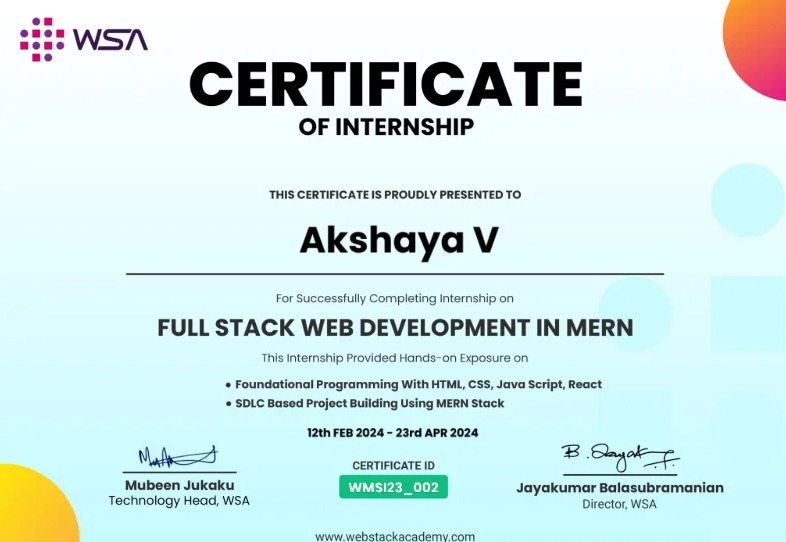 WSA
CERTIFICATE
OF INTERNSHIP
THIS CERTIFICATE IS PROUDLY PRESENTED TO
Akshaya V
For Successfully Completing Internship on
FULL STACK WEB DEVELOPMENT IN MERN
This Internship Provided Hands-on Exposure on
• Foundational Programming With HTML, CSS, Java Script, React
• SDLC Based Project Building Using MERN Stack
12th FEB 2024 - 23rd APR 2024
Mubeen Jukaku
Technology Head, WSA
CERTIFICATE ID
WMSI23_002
Jayakumar Balasubramanian
Director, WSA
www.webstackacademy.com